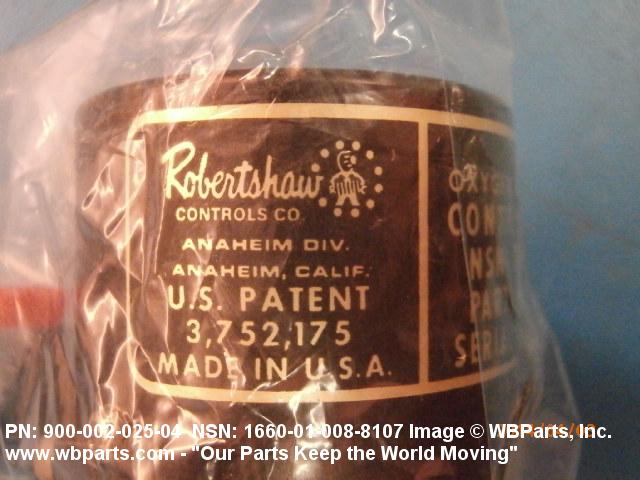 Robertshaw
CONTROLS CO.
ANAHEIM DIV.
ANAHEIM, CALIF.
U.S. PATENT
3,752,175
MADE IN U.S.A.
PN: 900-002-025-04 NSN: 1660-01-008-8107 Image © WBParts, Inc.
www.wbparts.com - "Our Parts Keep the World Moving"